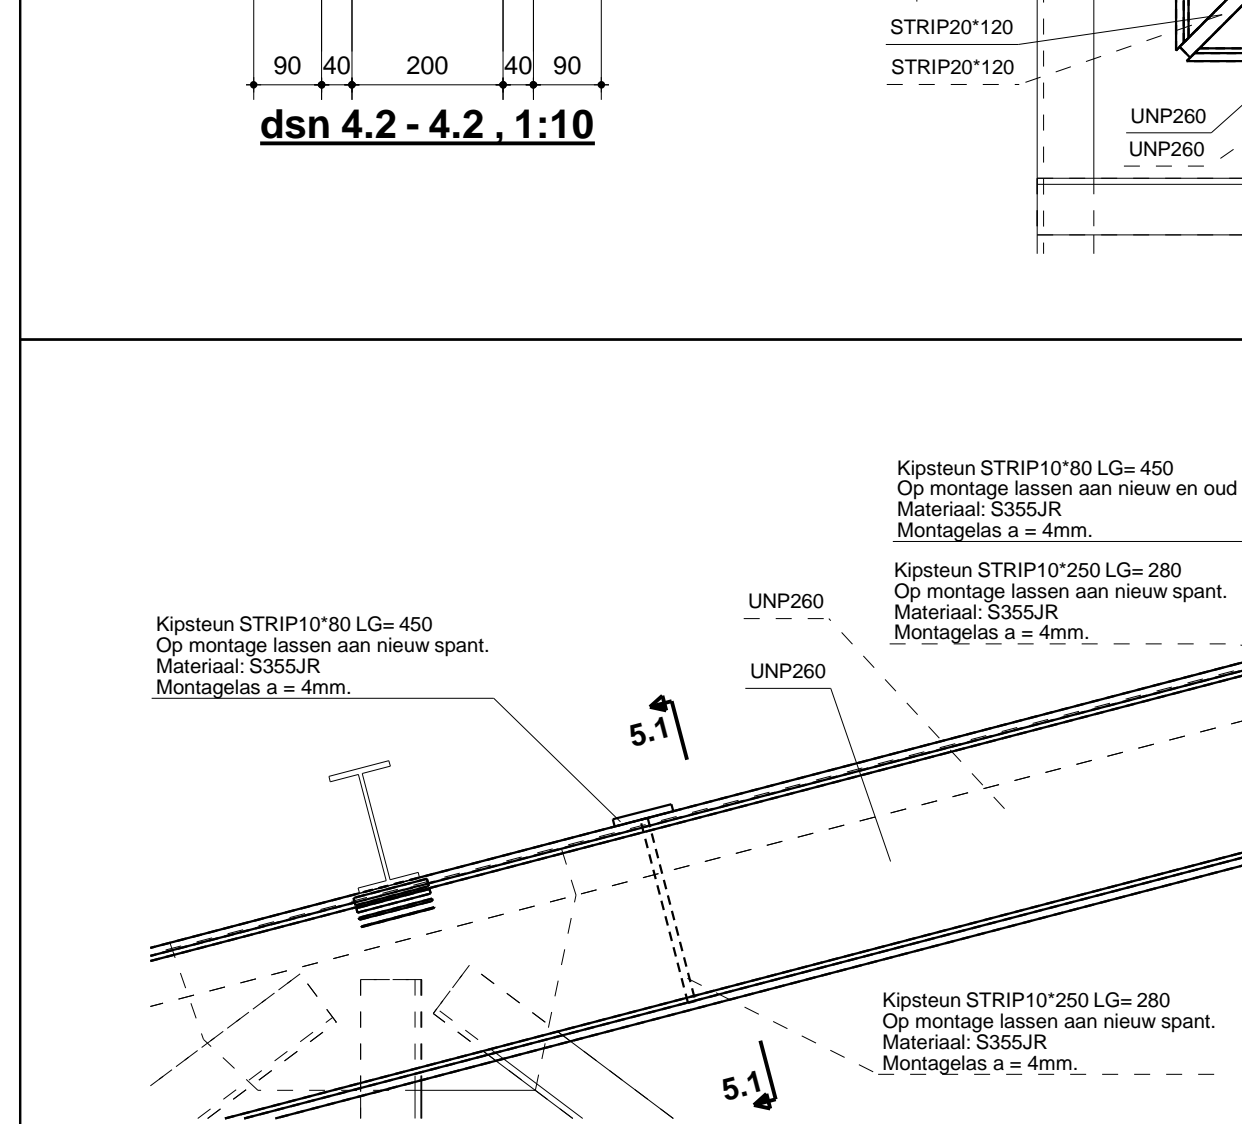 STRIP20*120
STRIP20*120
90 40 200 40 90
dsn 4.2 - 4.2 , 1:10
UNP260
UNP260
Kipsteun STRIP10*80 LG= 450
Op montage lassen aan nieuw en oud
Materiaal: S355JR
Montagelas a = 4mm.
Kipsteun STRIP10*250 LG= 280
Op montage lassen aan nieuw spant.
Materiaal: S355JR
Montagelas a = 4mm.
UNP260
UNP260
Kipsteun STRIP10*80 LG= 450
Op montage lassen aan nieuw spant.
Materiaal: S355JR
Montagelas a = 4mm.
5.1
Kipsteun STRIP10*250 LG= 280
Op montage lassen aan nieuw spant.
Materiaal: S355JR
Montagelas a = 4mm.
5.1